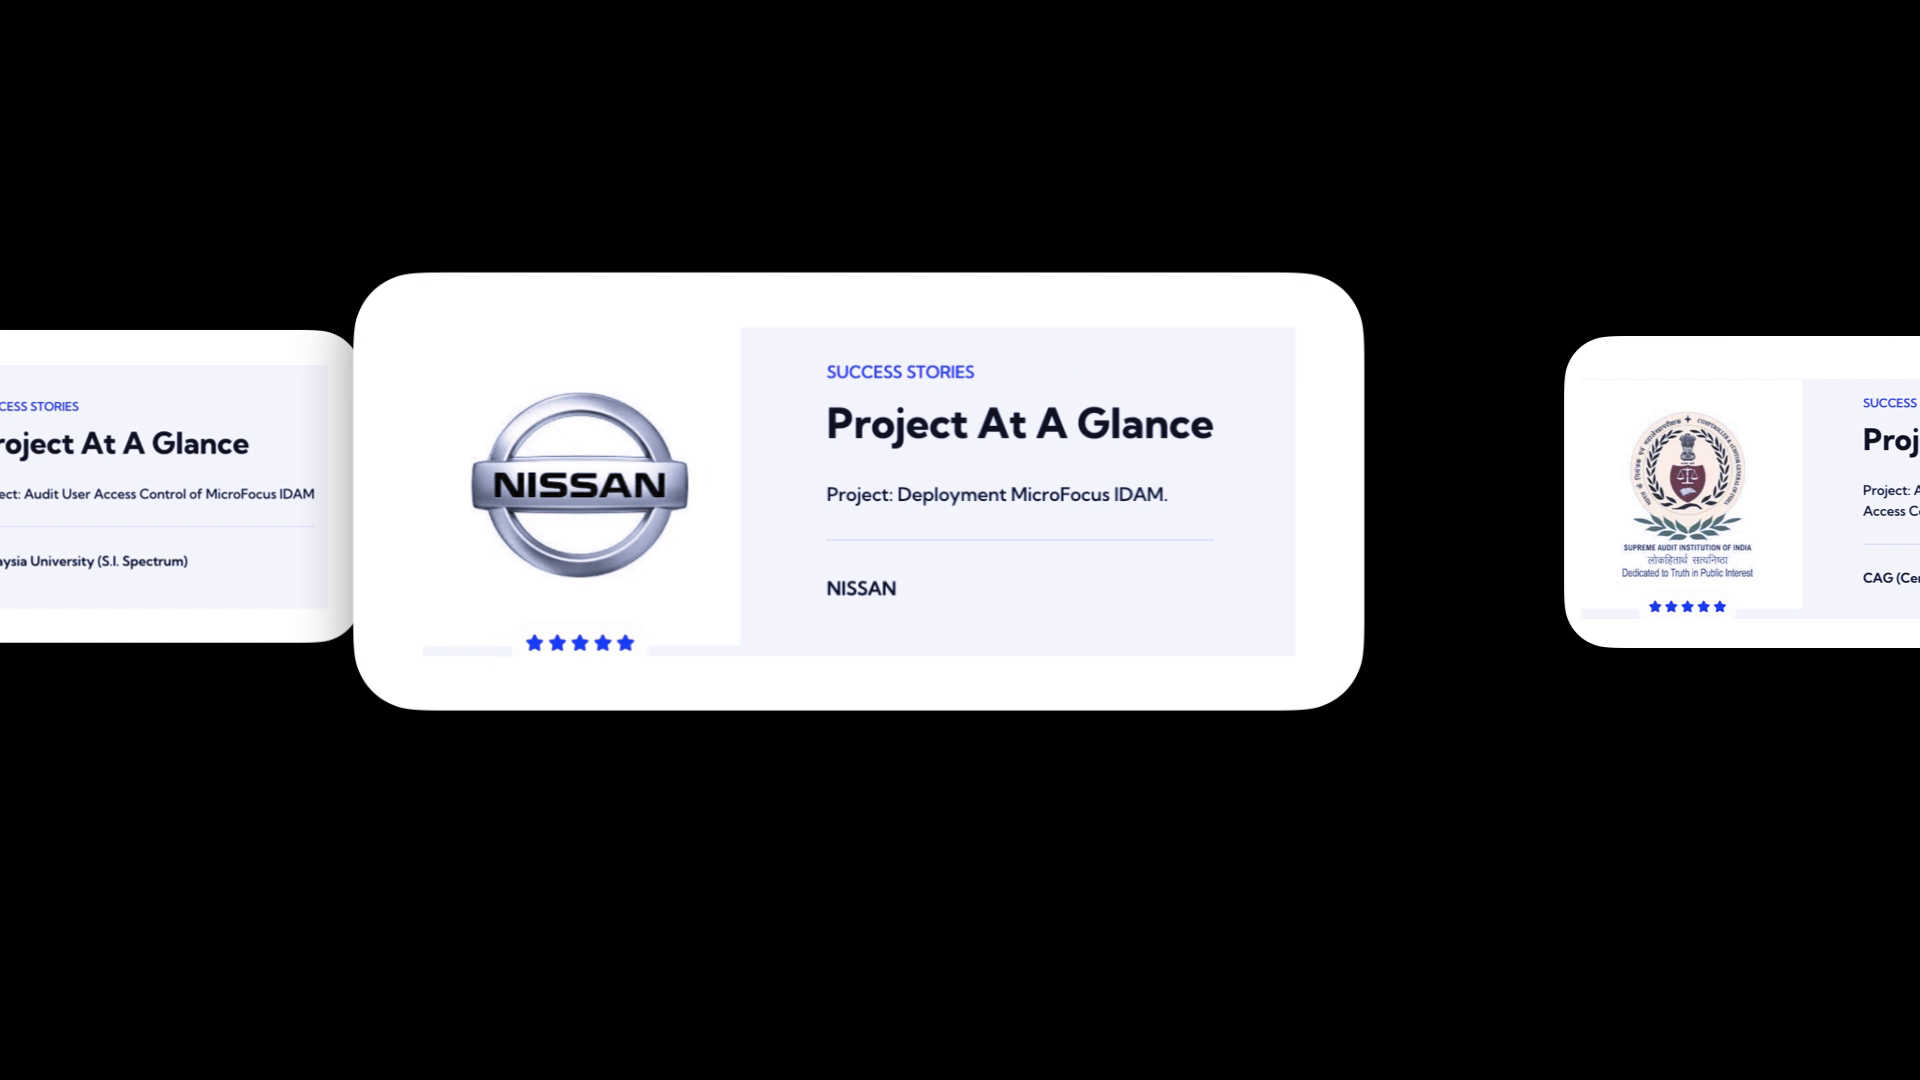 CESS STORIES
roject At A Glance
ect: Audit User Access Control of MicroFocus IDAM
aysia University (S.I. Spectrum)
NISSAN
SUCCESS STORIES
Project At A Glance
Project: Deployment MicroFocus IDAM.
NISSAN
SUPREME AUDIT INSTITUTION OF INDIA
लोकहितार्थ सत्यनिष्ठा
Dedicated to Truth in Public Interest
SUCCESS
Proj
Project: A
Access Co
CAG (Cer